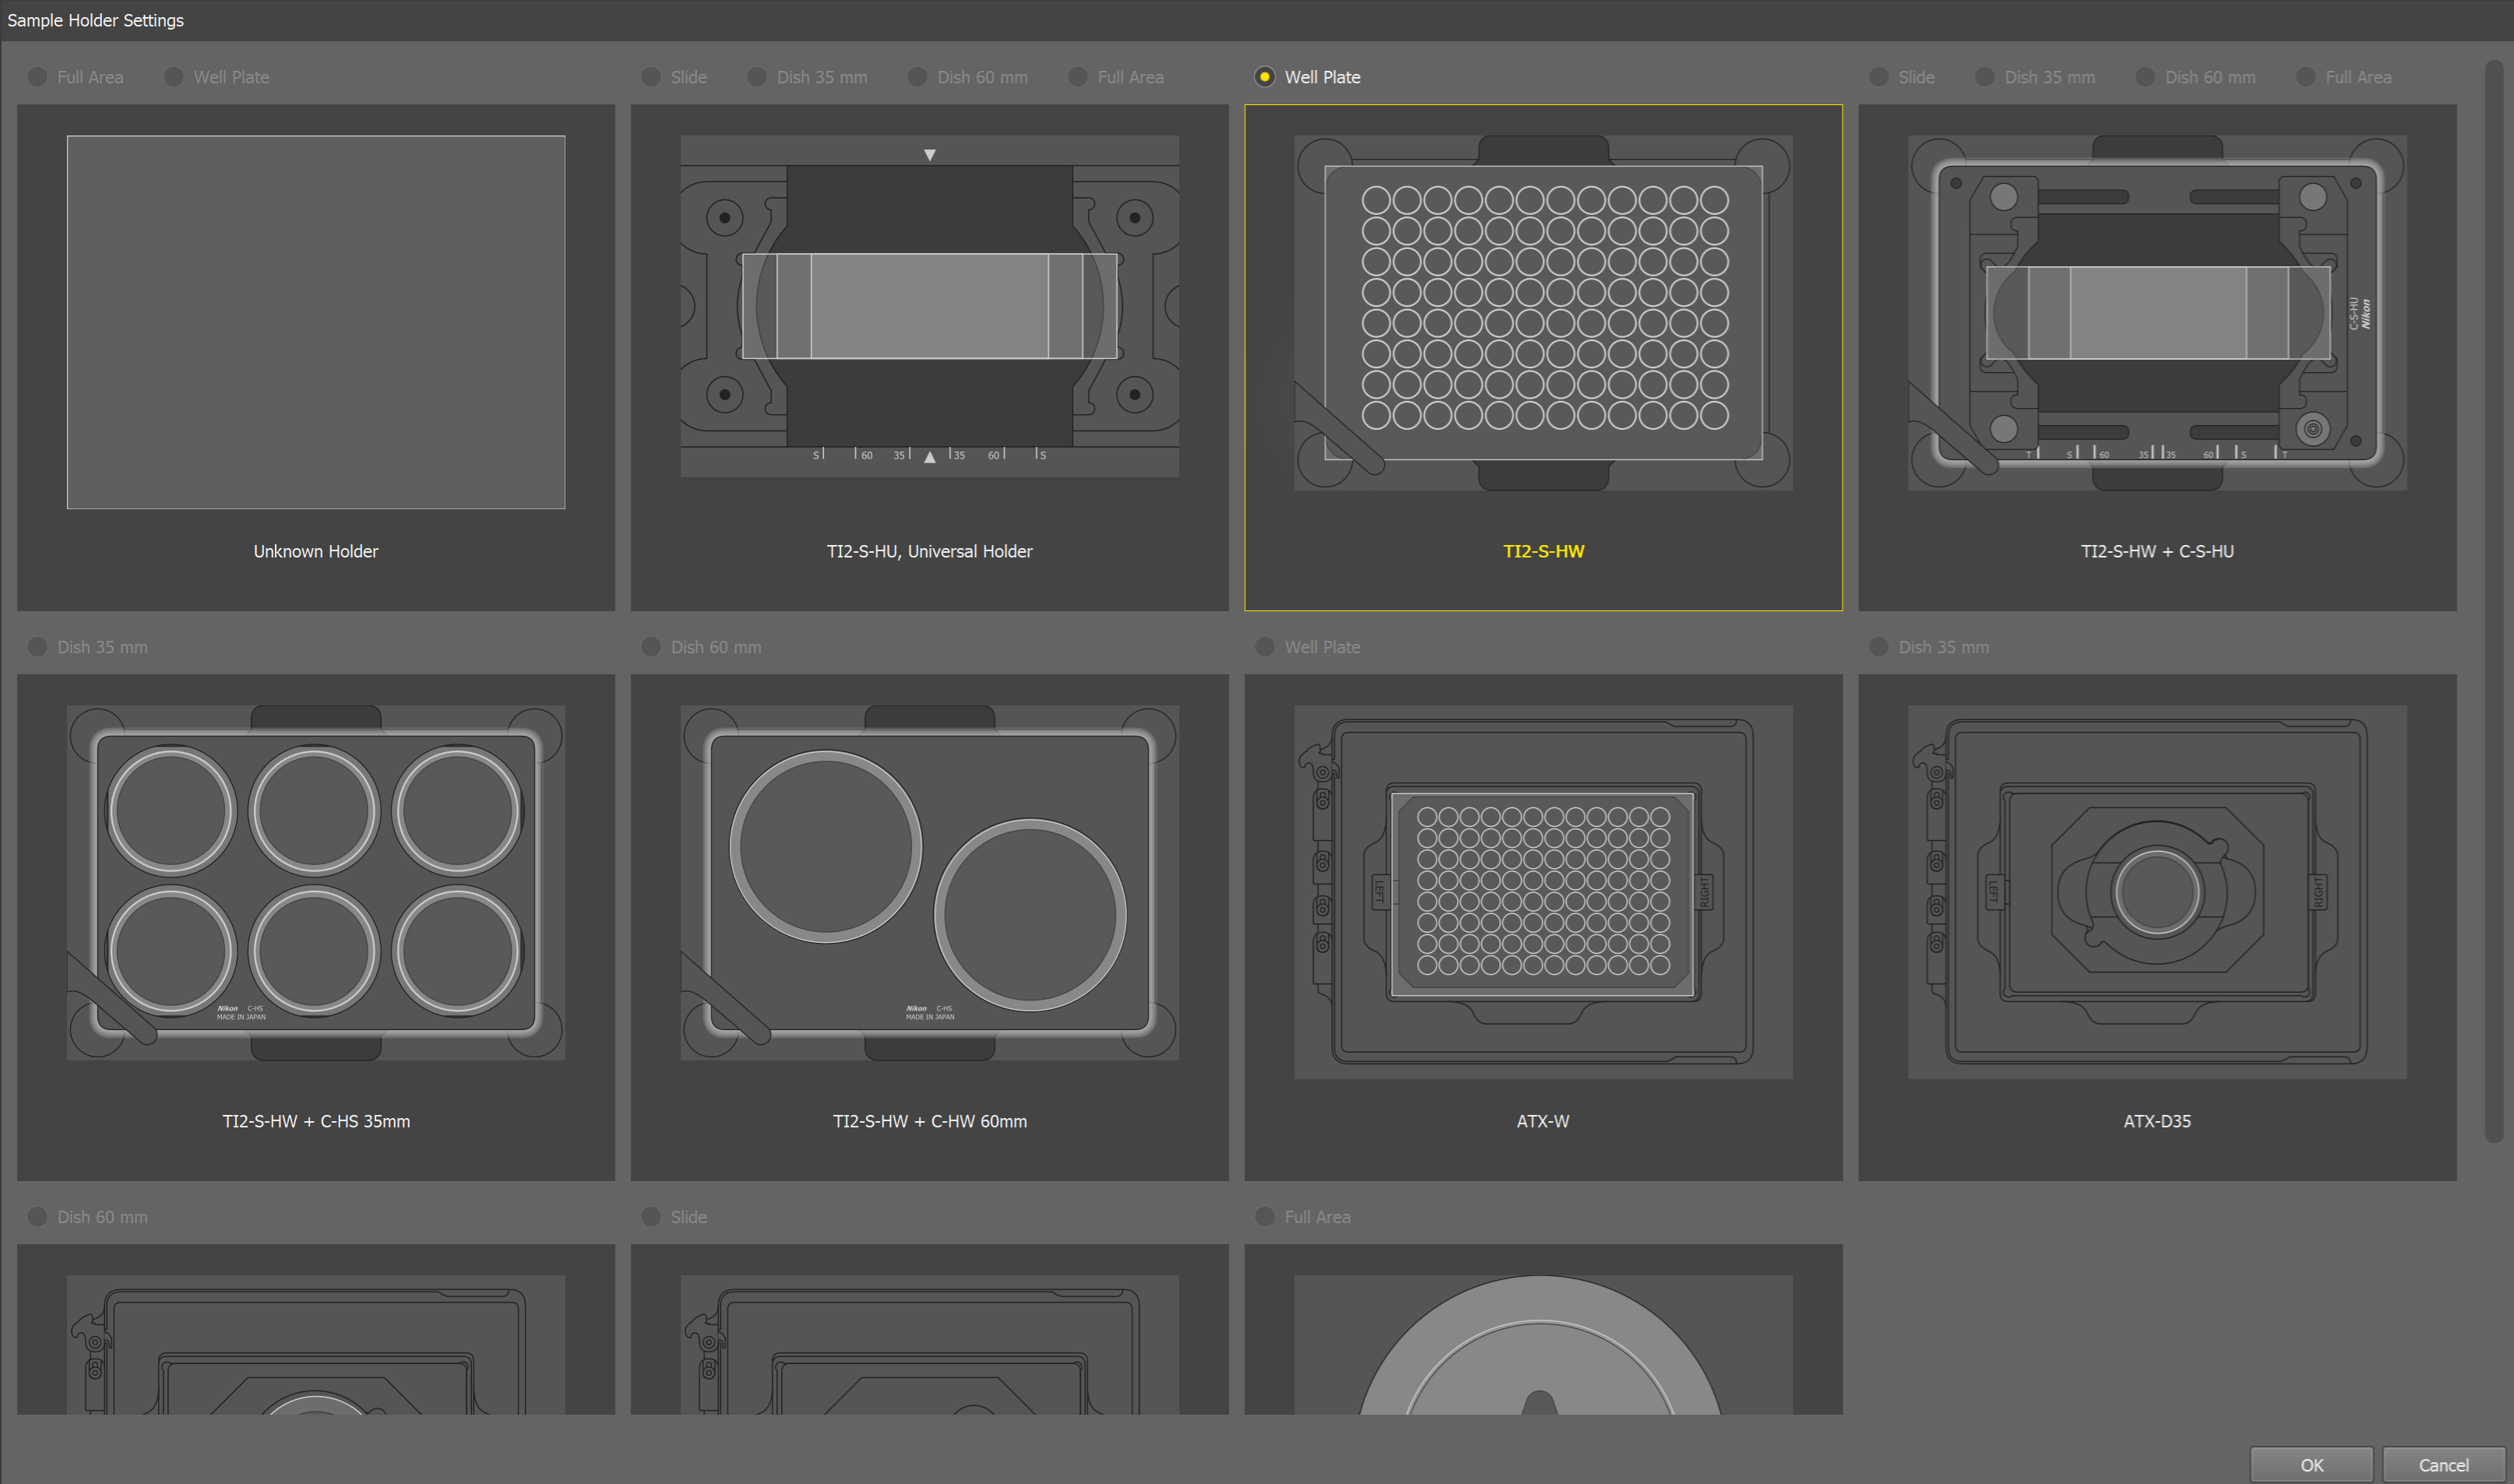 Sample Holder Settings
Full Area Well Plate Slide Dish 35 mm Dish 60 mm Full Area Well Plate Slide Dish 35 mm Dish 60 mm Full Area
S 60 35 35 60 S
C-S-HU
Nikon
T S 60 35 35 60 S T
Unknown Holder TI2-S-HU, Universal Holder TI2-S-HW TI2-S-HW + C-S-HU
Dish 35 mm Dish 60 mm Well Plate Dish 35 mm
LEFT RIGHT LEFT RIGHT
Nikon C-HS Nikon C-HS
MADE IN JAPAN MADE IN JAPAN
TI2-S-HW + C-HS 35mm TI2-S-HW + C-HW 60mm ATX-W ATX-D35
Dish 60 mm Slide Full Area
OK Cancel